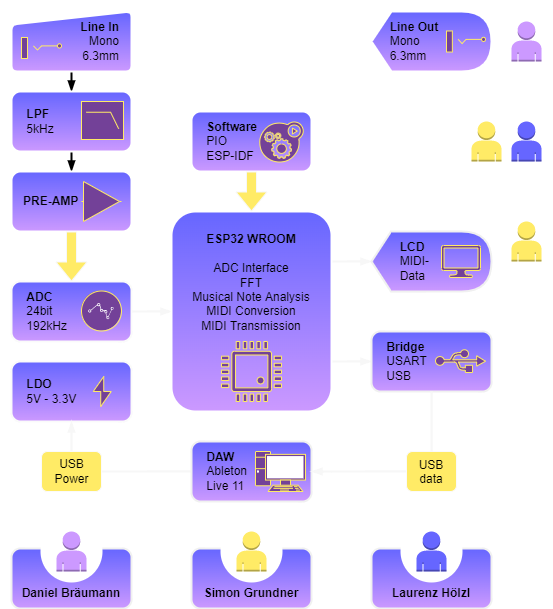 Line In
Mono
6.3mm
Line Out
Mono
6.3mm
LPF
5kHz
Software
PIO
ESP-IDF
PRE-AMP
ESP32 WROOM
ADC Interface
FFT
Musical Note Analysis
MIDI Conversion
MIDI Transmission
LCD
MIDI-
Data
ADC
24bit
192kHz
Bridge
USART
USB
LDO
5V - 3.3V
USB
Power
DAW
Ableton
Live 11
USB
data
Daniel Bräumann
Simon Grundner
Laurenz Hölzl